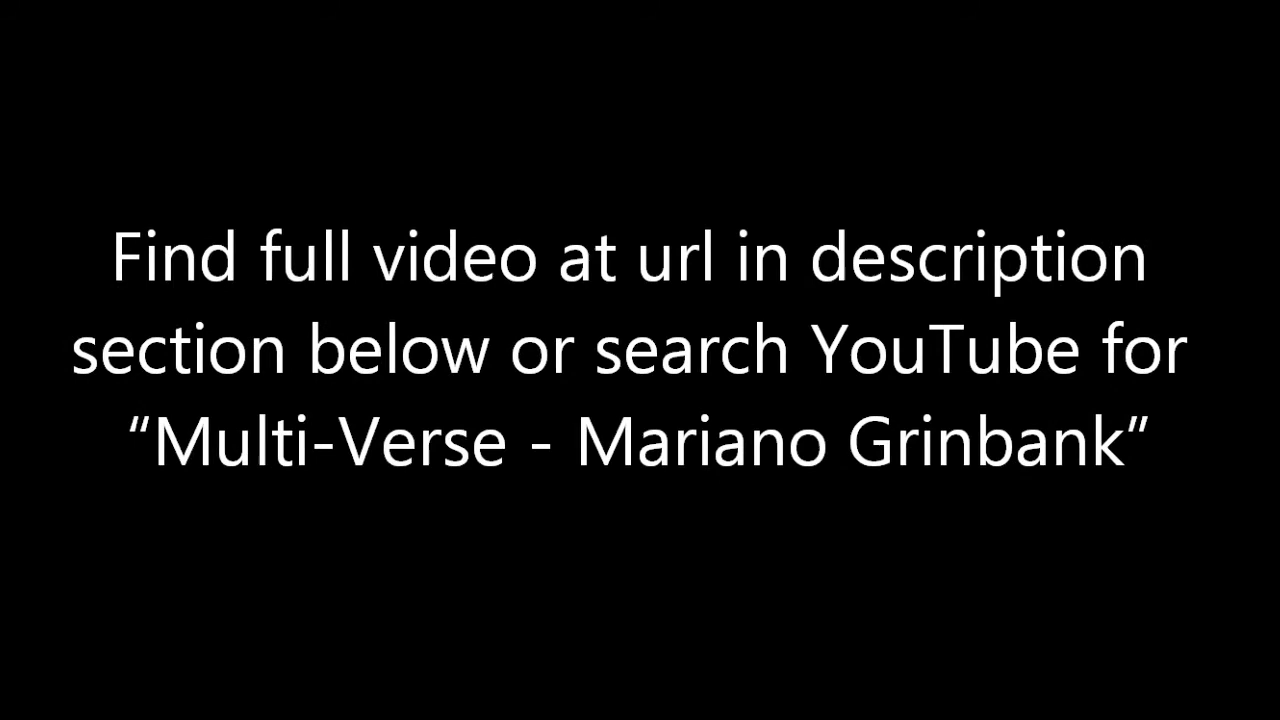 Find full video at url in description
section below or search YouTube for
“Multi-Verse - Mariano Grinbank”